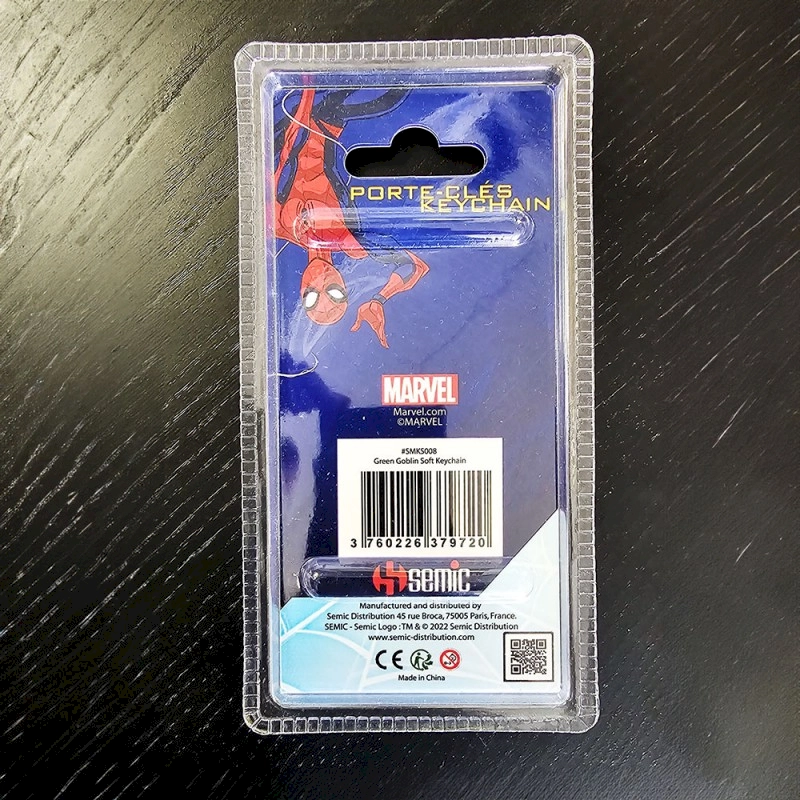 PORTE-CLÉS
KEYCHAIN
MARVEL
Marvel.com
©MARVEL
#SMKS008
Green Goblin Soft Keychain
3 760226 379720
semic
Manufactured and distributed by
Semic Distribution 45 rue Broca, 75005 Paris, France.
SEMIC - Semic Logo : TM & © 2022 Semic Distribution
www.semic-distribution.com
CE
Made in China